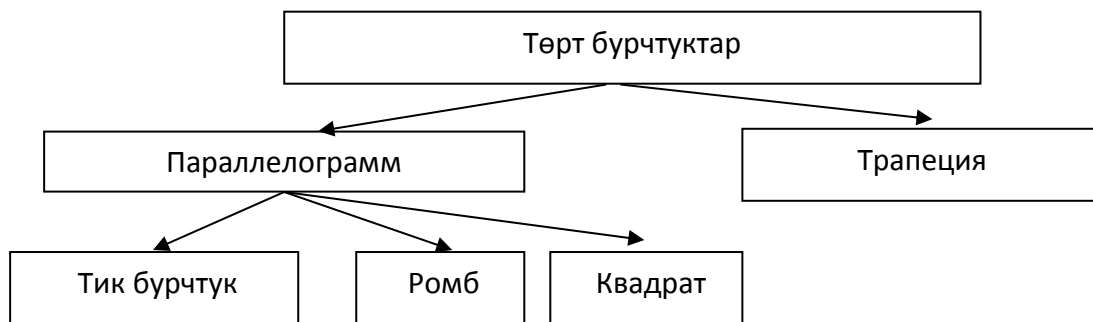 Төрт бурчтуктар
Параллелограмм
Трапеция
Тик бурчтук
Ромб
Квадрат